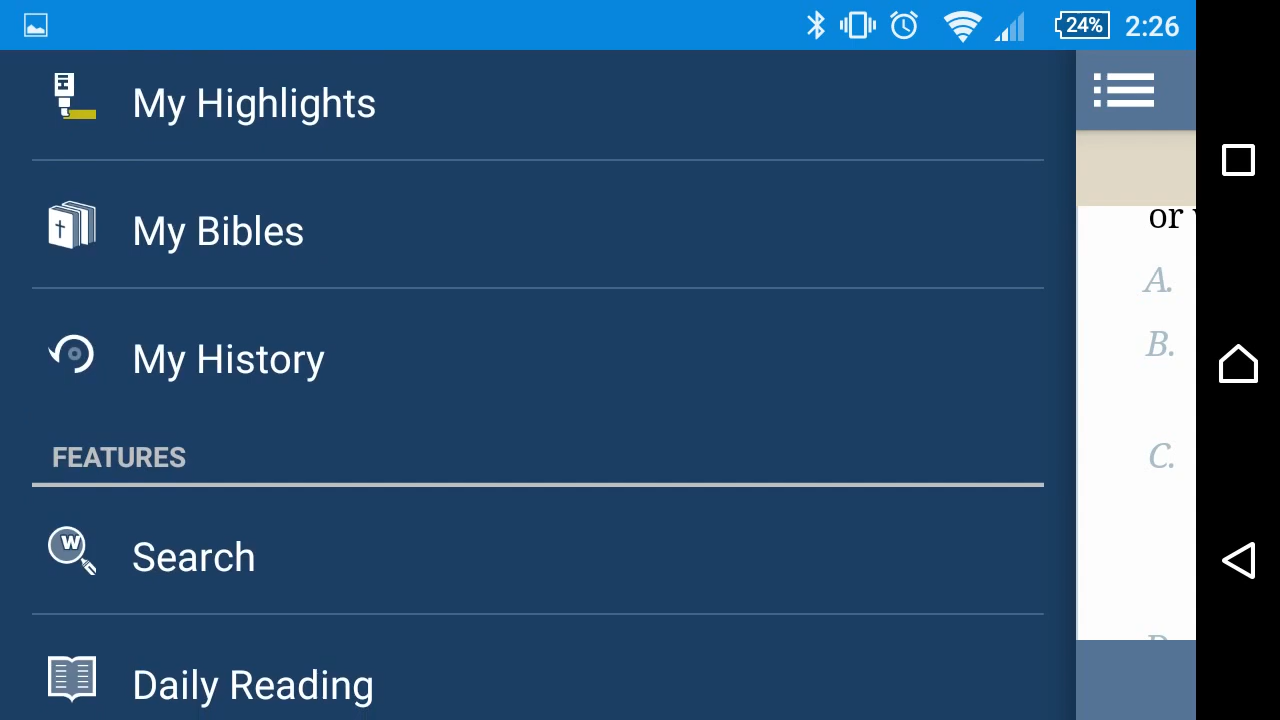 24% 2:26
My Highlights
My Bibles
My History
FEATURES
W Search
Daily Reading
or
A.
B.
C.